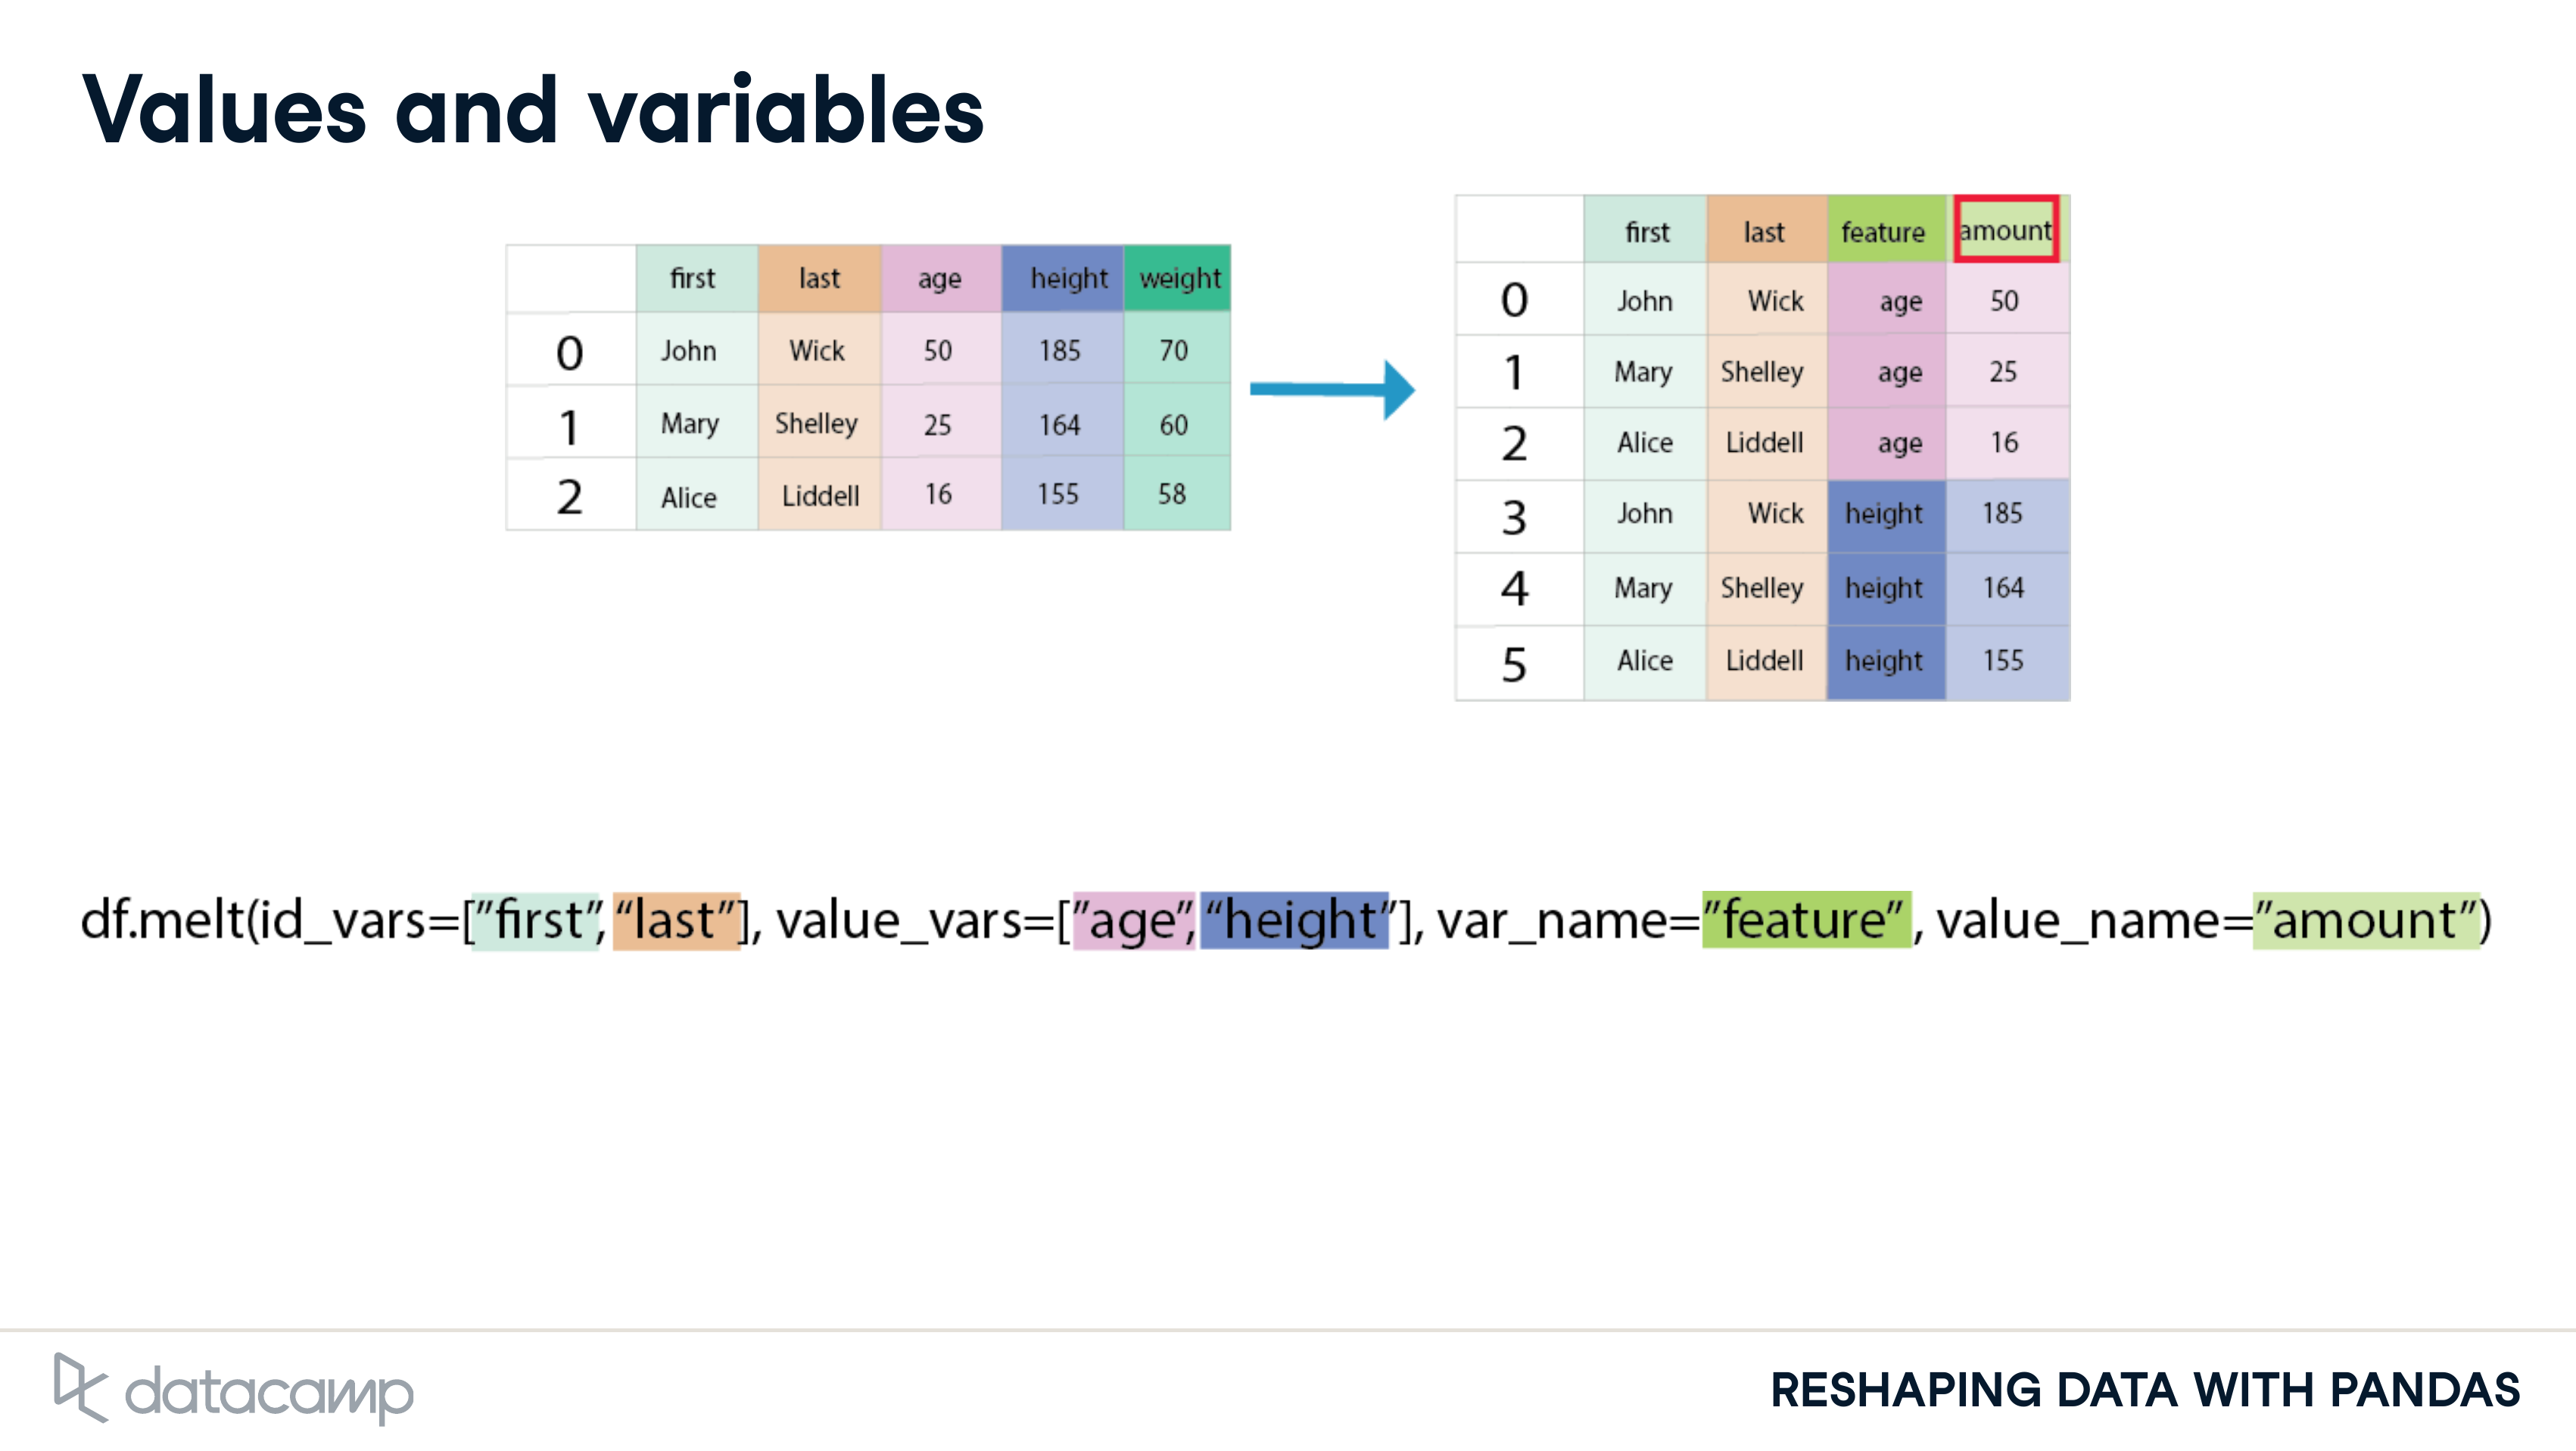 Values and variables
first last age height weight
0 John Wick 50 185 70
1 Mary Shelley 25 164 60
2 Alice Liddell 16 155 58
first last feature amount
0 John Wick age 50
1 Mary Shelley age 25
2 Alice Liddell age 16
3 John Wick height 185
4 Mary Shelley height 164
5 Alice Liddell height 155
df.melt(id_vars=[”first”, “last”], value_vars=[”age”, “height”], var_name=”feature” , value_name=”amount”)
datacamp
RESHAPING DATA WITH PANDAS